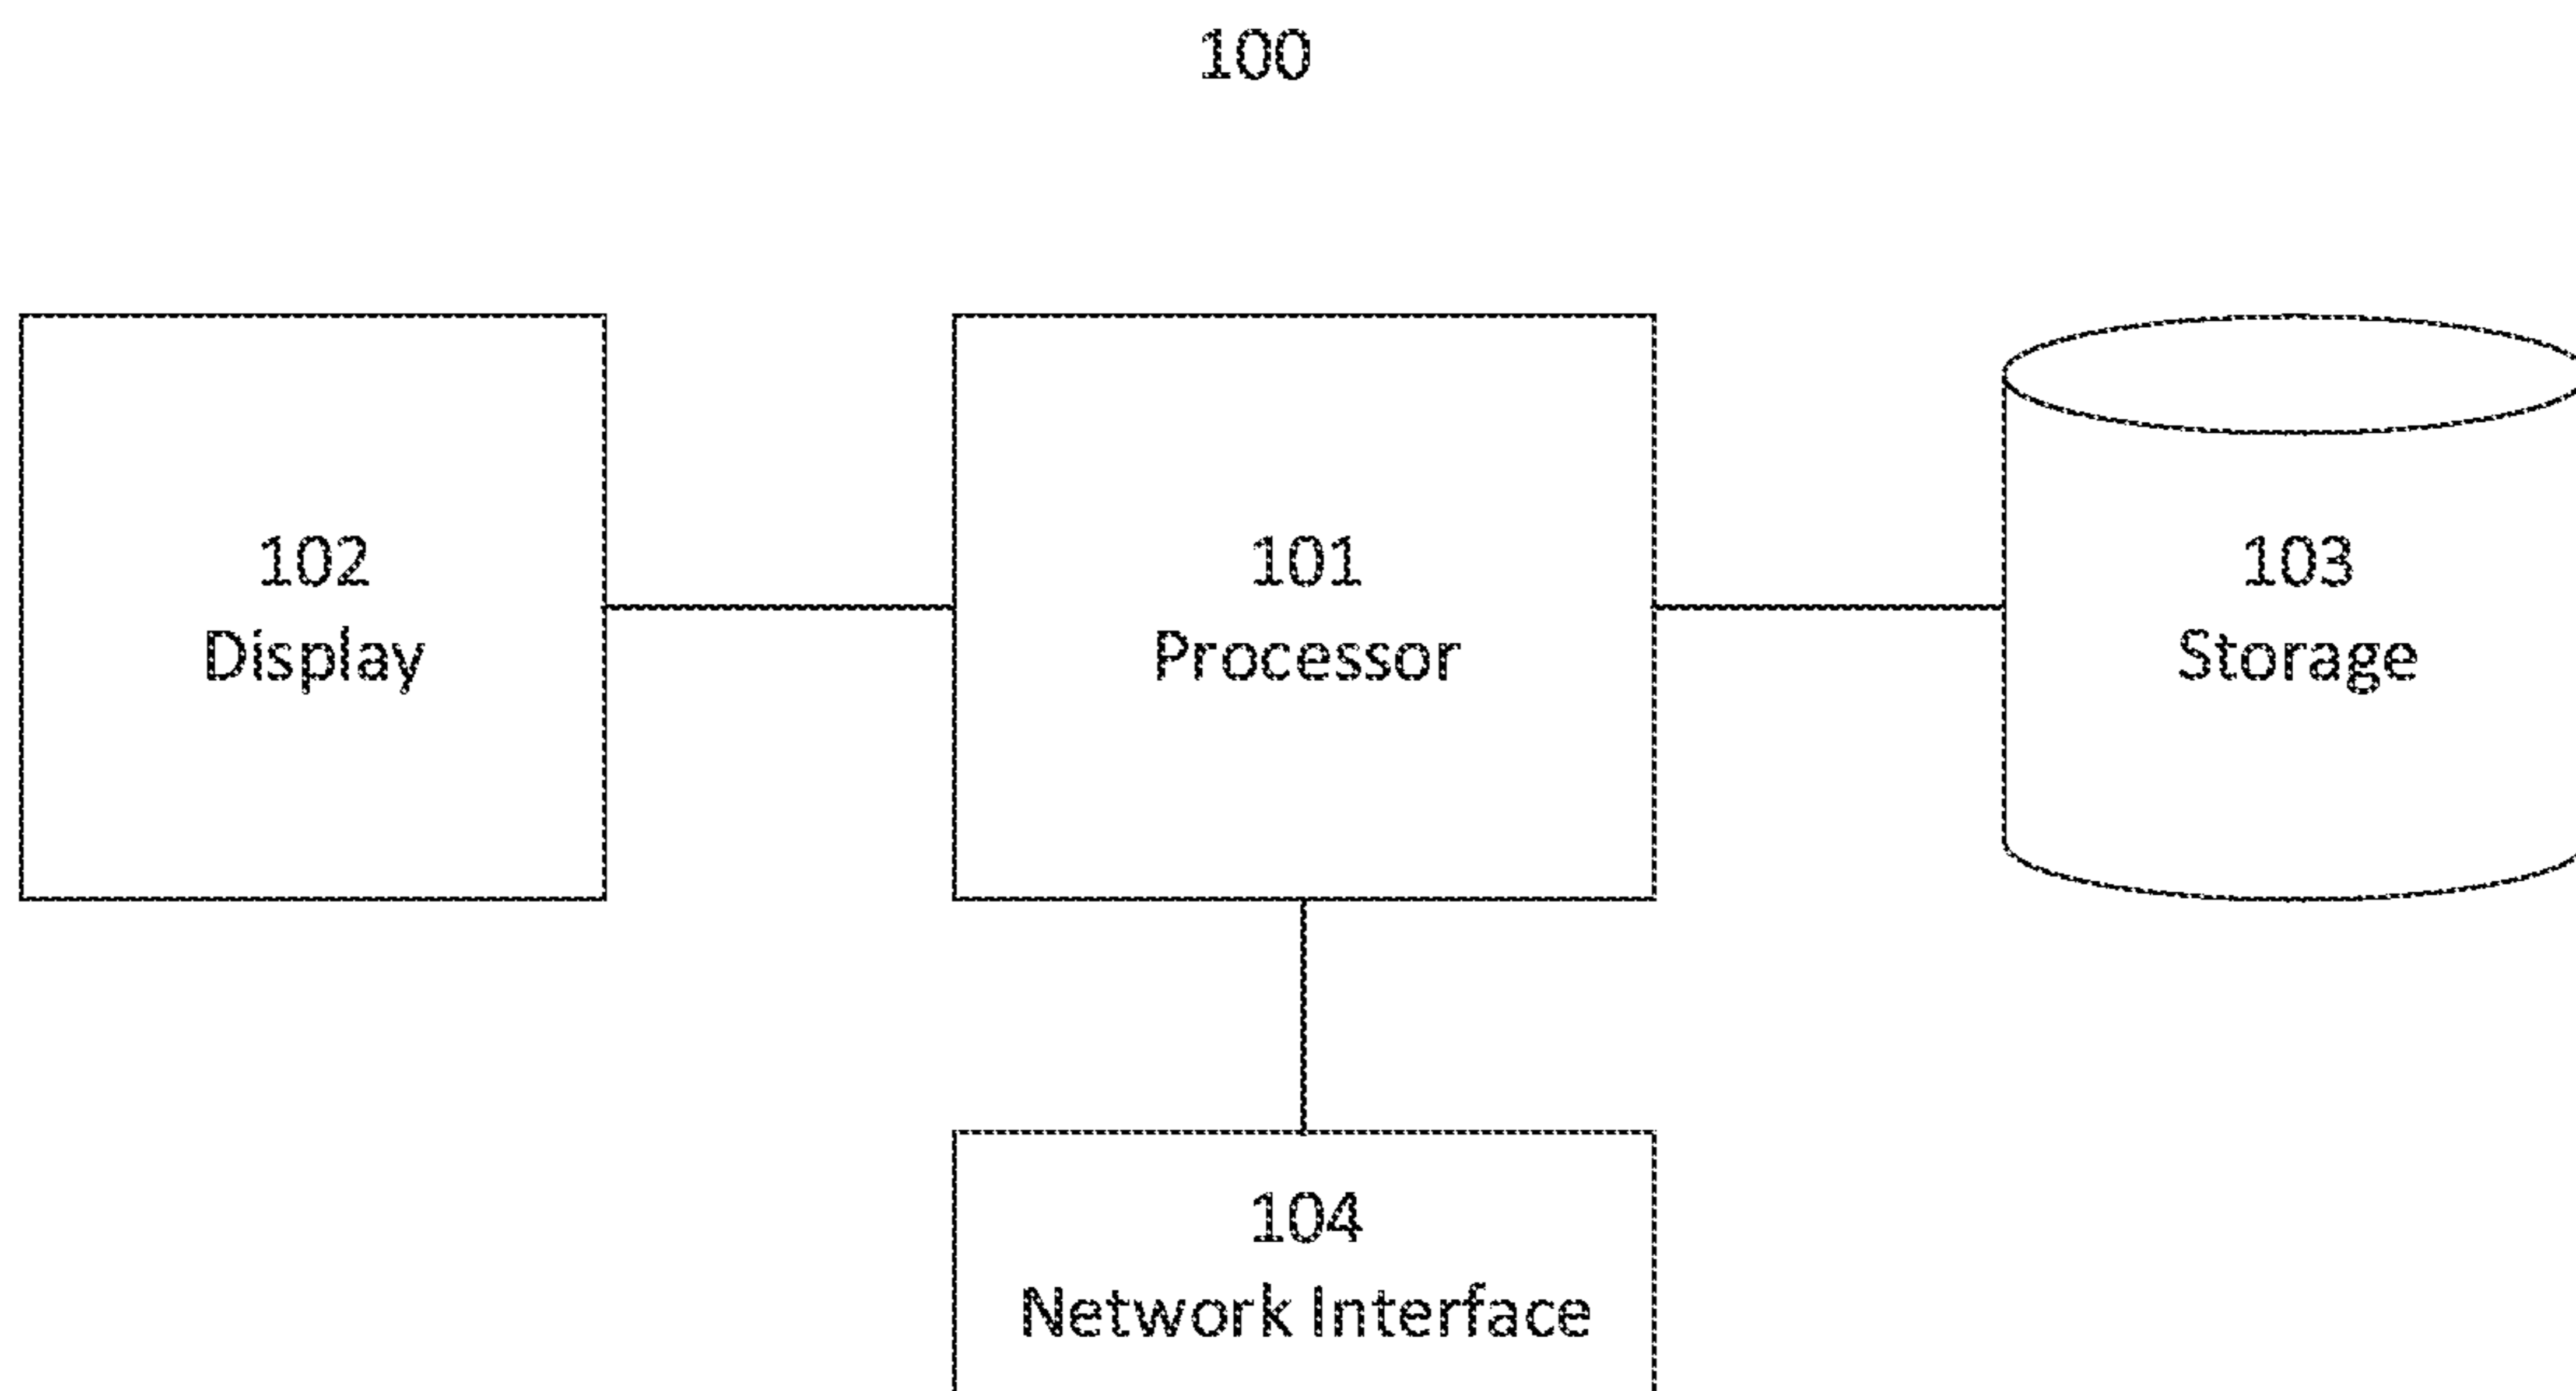 100
102
Display
101
Processor
103
Storage
104
Network Interface